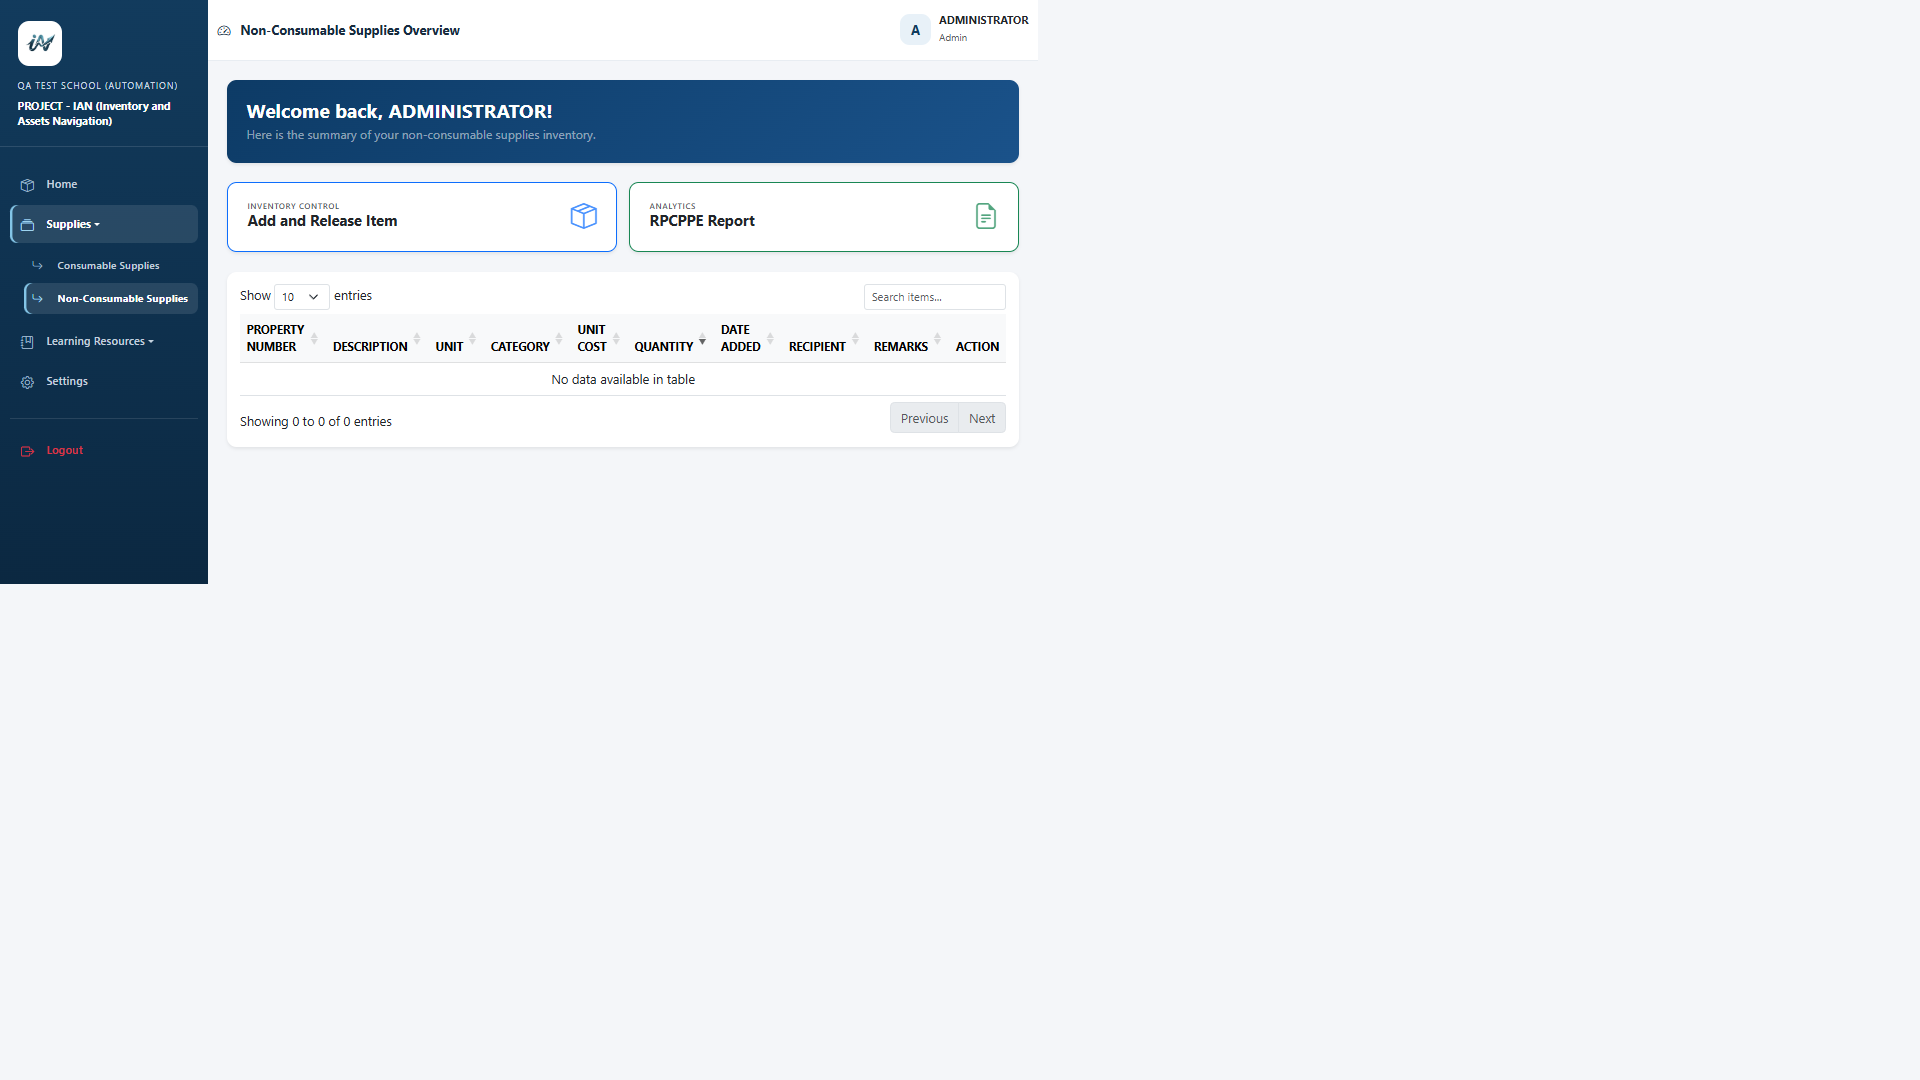 iAN
QA TEST SCHOOL (AUTOMATION)
PROJECT - IAN (Inventory and
Assets Navigation)
Home
Supplies
Consumable Supplies
Non-Consumable Supplies
Learning Resources
Settings
Logout
Non-Consumable Supplies Overview
A
ADMINISTRATOR
Admin
Welcome back, ADMINISTRATOR!
Here is the summary of your non-consumable supplies inventory.
INVENTORY CONTROL
Add and Release Item
ANALYTICS
RPCPPE Report
Show 10 entries
Search items...
PROPERTY NUMBER DESCRIPTION UNIT CATEGORY UNIT COST QUANTITY DATE ADDED RECIPIENT REMARKS ACTION
No data available in table
Showing 0 to 0 of 0 entries
Previous Next